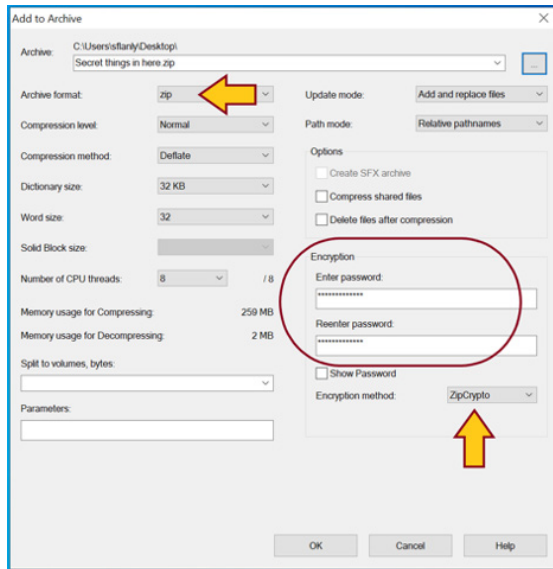 Add to Archive
C:\Users\sflanly\Desktop\
Archive:
Secret things in here.zip
...
Archive format:
zip
Compression level:
Normal
Compression method:
Deflate
Dictionary size:
32 KB
Word size:
32
Solid Block size:
Number of CPU threads:
8
/ 8
Memory usage for Compressing:
259 MB
Memory usage for Decompressing:
2 MB
Split to volumes, bytes:
Parameters:
Update mode:
Add and replace files
Path mode:
Relative pathnames
Options
Create SFX archive
Compress shared files
Delete files after compression
Encryption
Enter password:
*************
Reenter password:
*************
Show Password
Encryption method:
ZipCrypto
OK
Cancel
Help